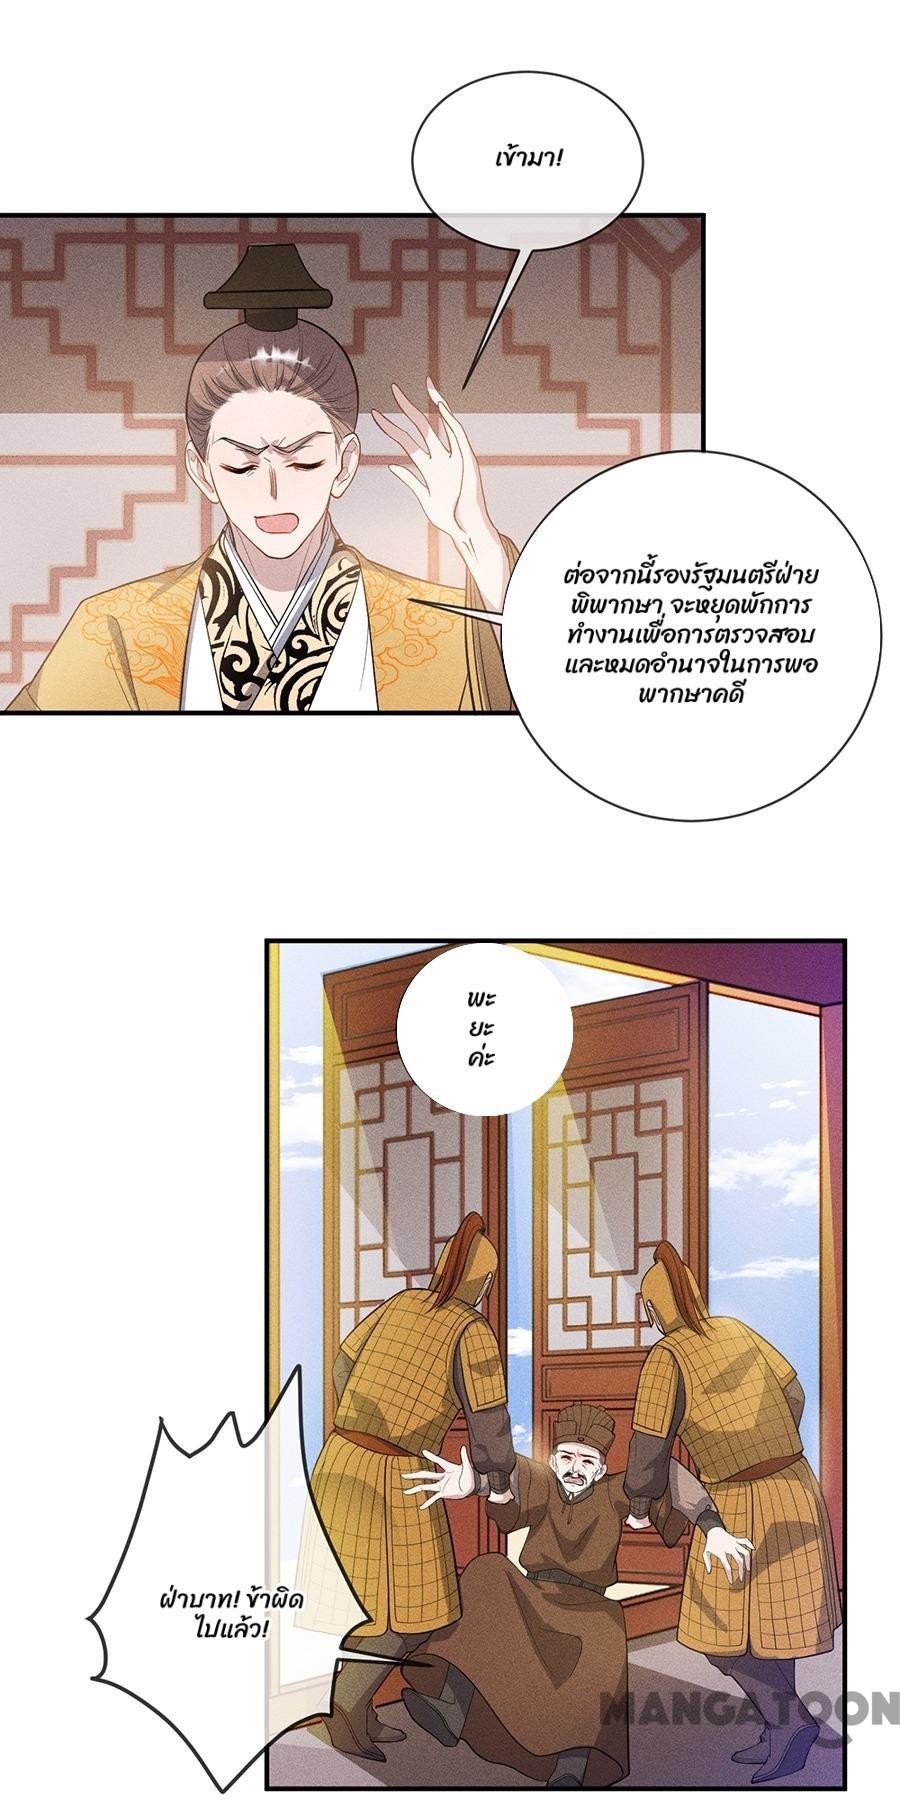 เข้ามา!
ต่อจากนี้รองรัฐมนตรีฝ่าย
พิพากษา จะหยุดพักการ
ทำงานเพื่อการตรวจสอบ
และหมดอำนาจในการพอ
พากษาคดี
พะ
ยะ
ค่ะ
ฝ่าบาท! ข้าผิด
ไปแล้ว!
MANGATOON